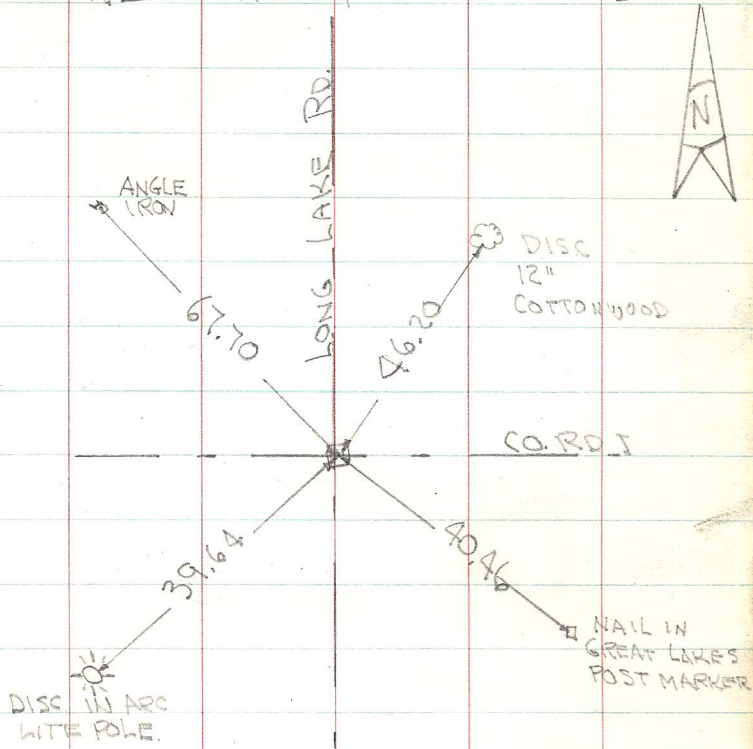 N
LONG LAKE RD.
ANGLE
IRON
DISC
12"
COTTONWOOD
67.70
46.20
CO. RD I
39.64
40.46
NAIL IN
GREAT LAKES
POST MARKER
DISC IN ARC
LITE POLE.